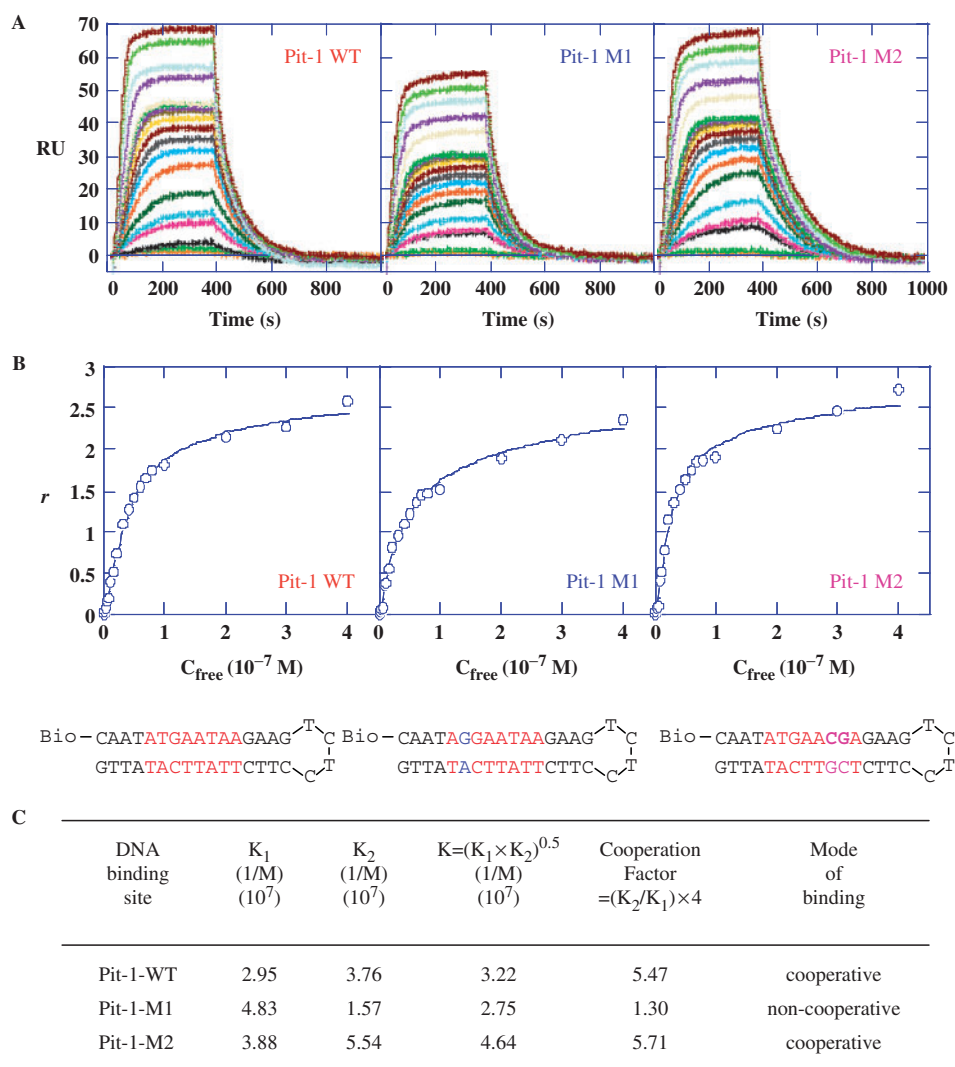 A
70
60
50
40
30
20
10
0
RU
Pit-1 WT
Pit-1 M1
Pit-1 M2
0 200 400 600 800
0 200 400 600 800
0 200 400 600 800 1000
Time (s) Time (s) Time (s)
B
3
2.5
2
1.5
1
0.5
0
r
Pit-1 WT
Pit-1 M1
Pit-1 M2
0 1 2 3 4
0 1 2 3 4
0 1 2 3 4
Cfree (10−7 M) Cfree (10−7 M) Cfree (10−7 M)
Bio–CAATATGAATAAGAAG T C T C
GTTATACTTATTCTTC
Bio–CAATAGGAATAAGAAG T C T C
GTTATACTTATTCTTC
Bio–CAATATGAACGAGAAG T C T C
GTTATACTTGCTCTTC
C
DNA binding site
K1 (1/M) (107)
K2 (1/M) (107)
K=(K1×K2)0.5 (1/M) (107)
Cooperation Factor =(K2/K1)×4
Mode of binding
Pit-1-WT 2.95 3.76 3.22 5.47 cooperative
Pit-1-M1 4.83 1.57 2.75 1.30 non-cooperative
Pit-1-M2 3.88 5.54 4.64 5.71 cooperative